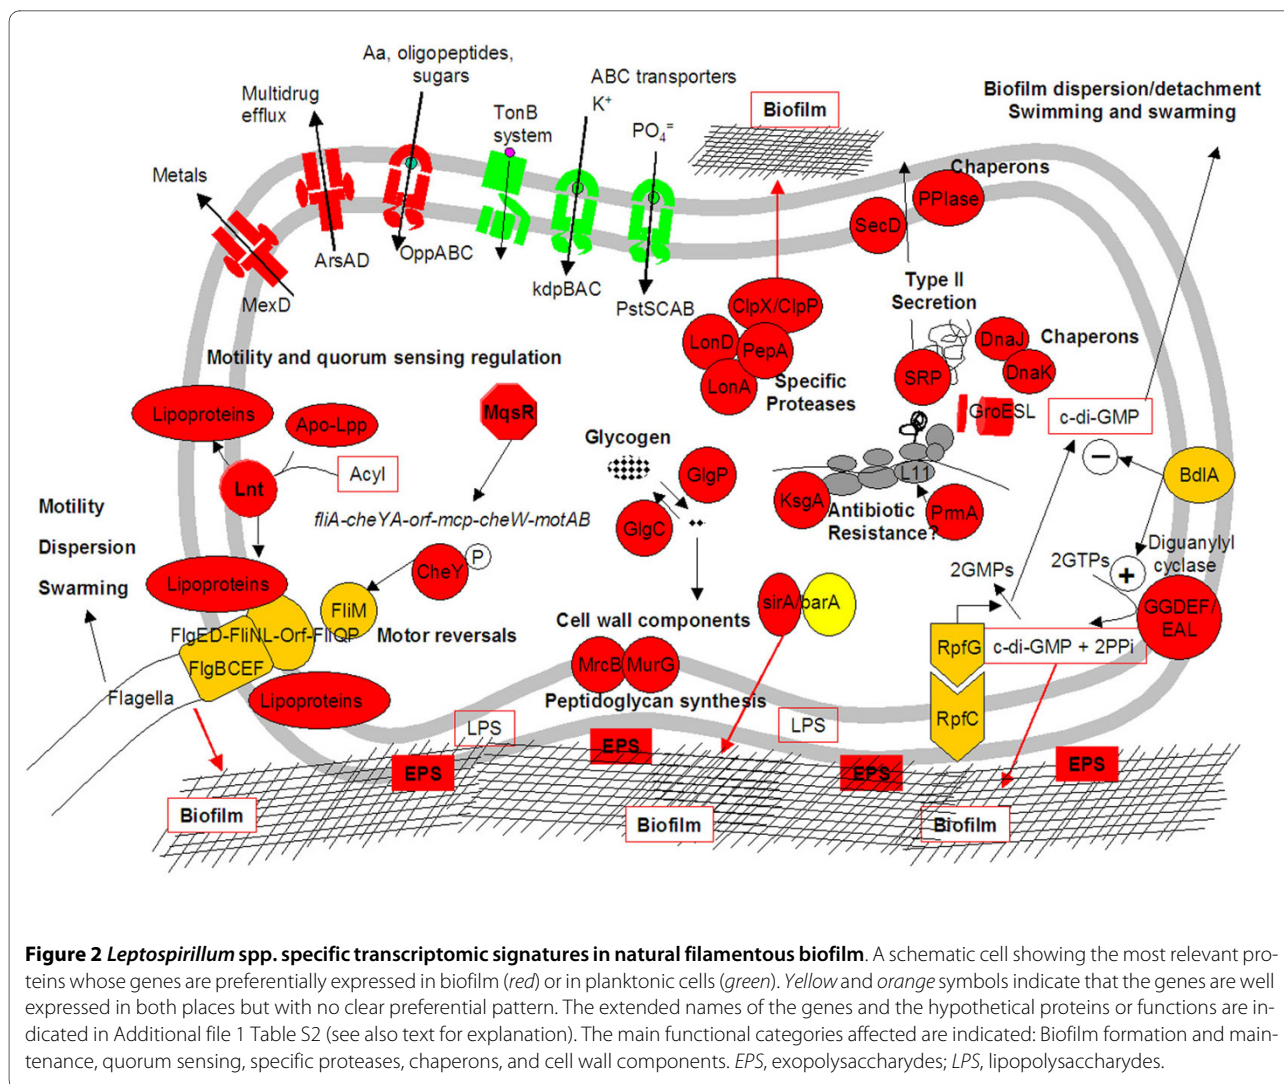 Aa, oligopeptides,
sugars
Multidrug
efflux
TonB
system
ABC transporters
K+
PO4=
Biofilm
Biofilm dispersion/detachment
Swimming and swarming
Metals
Chaperons
PPIase
SecD
MexD
ArsAD
OppABC
kdpBAC
PstSCAB
Type II
Secretion
ClpX/ClpP
LonD
PepA
LonA
Specific
Proteases
DnaJ
DnaK
Chaperons
SRP
GroESL
c-di-GMP
Motility and quorum sensing regulation
Lipoproteins
Apo-Lpp
Acyl
Lnt
MqsR
Glycogen
GlgP
GlgC
L11
KsgA
Antibiotic
Resistance?
PrmA
–
BdlA
Motility
Dispersion
Swarming
fliA-cheYA-orf-mcp-cheW-motAB
CheY
P
Lipoproteins
FliM
Motor reversals
FlgED-FliNL-Orf-FliQP
FlgBCEF
Flagella
Lipoproteins
Cell wall components
MrcB
MurG
Peptidoglycan synthesis
sirA/barA
2GMPs
2GTPs
+
Diguanylyl
cyclase
GGDEF/
EAL
RpfG
c-di-GMP + 2PPi
RpfC
LPS
LPS
EPS
EPS
EPS
EPS
Biofilm
Biofilm
Biofilm
Figure 2 Leptospirillum spp. specific transcriptomic signatures in natural filamentous biofilm. A schematic cell showing the most relevant pro-
teins whose genes are preferentially expressed in biofilm (red) or in planktonic cells (green). Yellow and orange symbols indicate that the genes are well
expressed in both places but with no clear preferential pattern. The extended names of the genes and the hypothetical proteins or functions are in-
dicated in Additional file 1 Table S2 (see also text for explanation). The main functional categories affected are indicated: Biofilm formation and main-
tenance, quorum sensing, specific proteases, chaperons, and cell wall components. EPS, exopolysaccharydes; LPS, lipopolysaccharydes.